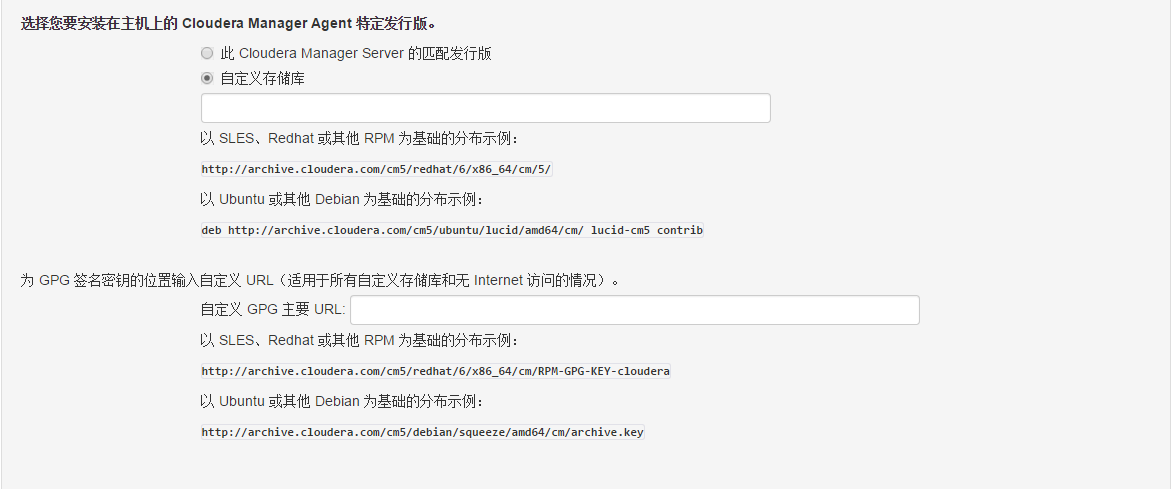 选择您要安装在主机上的 Cloudera Manager Agent 特定发行版。
此 Cloudera Manager Server 的匹配发行版
自定义存储库
以 SLES、Redhat 或其他 RPM 为基础的分布示例：
http://archive.cloudera.com/cm5/redhat/6/x86_64/cm/5/
以 Ubuntu 或其他 Debian 为基础的分布示例：
deb http://archive.cloudera.com/cm5/ubuntu/lucid/amd64/cm/ lucid-cm5 contrib
为 GPG 签名密钥的位置输入自定义 URL（适用于所有自定义存储库和无 Internet 访问的情况）。
自定义 GPG 主要 URL:
以 SLES、Redhat 或其他 RPM 为基础的分布示例：
http://archive.cloudera.com/cm5/redhat/6/x86_64/cm/RPM-GPG-KEY-cloudera
以 Ubuntu 或其他 Debian 为基础的分布示例：
http://archive.cloudera.com/cm5/debian/squeeze/amd64/cm/archive.key